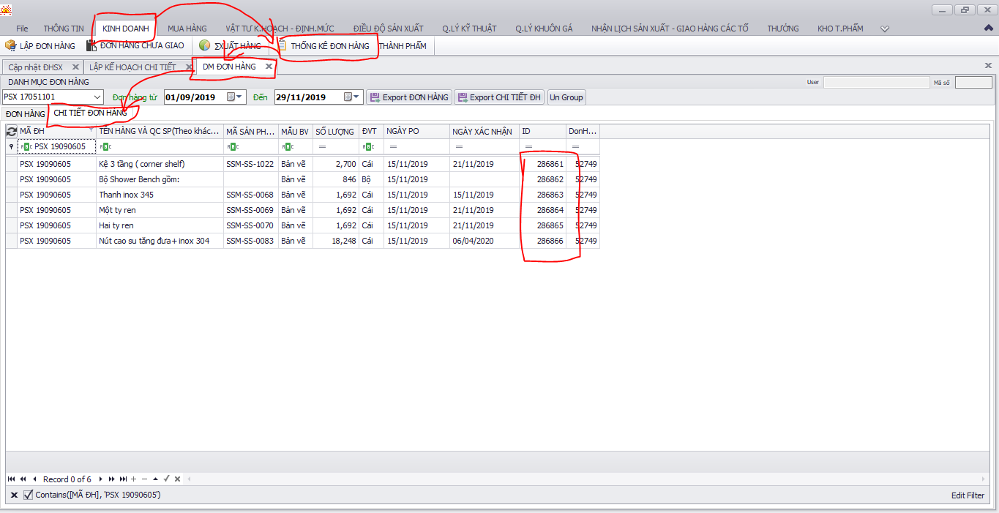 File THÔNG TIN KINH DOANH MUA HÀNG VẬT TƯ K.HOẠCH - ĐỊNH.MỨC ĐIỀU ĐỘ SẢN XUẤT Q.LÝ KỸ THUẬT Q.LÝ KHUÔN GÁ NHẬN LỊCH SẢN XUẤT - GIAO HÀNG CÁC TỔ THƯỞNG KHO T.PHẨM
LẬP ĐƠN HÀNG ĐƠN HÀNG CHƯA GIAO XUẤT HÀNG THỐNG KÊ ĐƠN HÀNG THÀNH PHẨM
Cập nhật ĐHSX LẬP KẾ HOẠCH CHI TIẾT DM ĐƠN HÀNG
DANH MỤC ĐƠN HÀNG User Mã số
PSX 17051101 Đơn hàng từ 01/09/2019 Đến 29/11/2019 Export ĐƠN HÀNG Export CHI TIẾT ĐH Un Group
ĐƠN HÀNG CHI TIẾT ĐƠN HÀNG
MÃ ĐH TÊN HÀNG VÀ QC SP(Theo khác... MÃ SẢN PH... MẪU BV SỐ LƯỢNG ĐVT NGÀY PO NGÀY XÁC NHẬN ID DonH...
PSX 19090605 = = = = =
PSX 19090605 Kệ 3 tầng ( corner shelf) SSM-SS-1022 Bản vẽ 2,700 Cái 15/11/2019 21/11/2019 286861 52749
PSX 19090605 Bộ Shower Bench gồm: Bản vẽ 846 Bộ 15/11/2019 286862 52749
PSX 19090605 Thanh inox 345 SSM-SS-0068 Bản vẽ 1,692 Cái 15/11/2019 15/11/2019 286863 52749
PSX 19090605 Một ty ren SSM-SS-0069 Bản vẽ 1,692 Cái 15/11/2019 21/11/2019 286864 52749
PSX 19090605 Hai ty ren SSM-SS-0070 Bản vẽ 1,692 Cái 15/11/2019 21/11/2019 286865 52749
PSX 19090605 Nút cao su tăng đưa+inox 304 SSM-SS-0083 Bản vẽ 18,248 Cái 15/11/2019 06/04/2020 286866 52749
Record 0 of 6
Contains([MÃ ĐH], 'PSX 19090605') Edit Filter